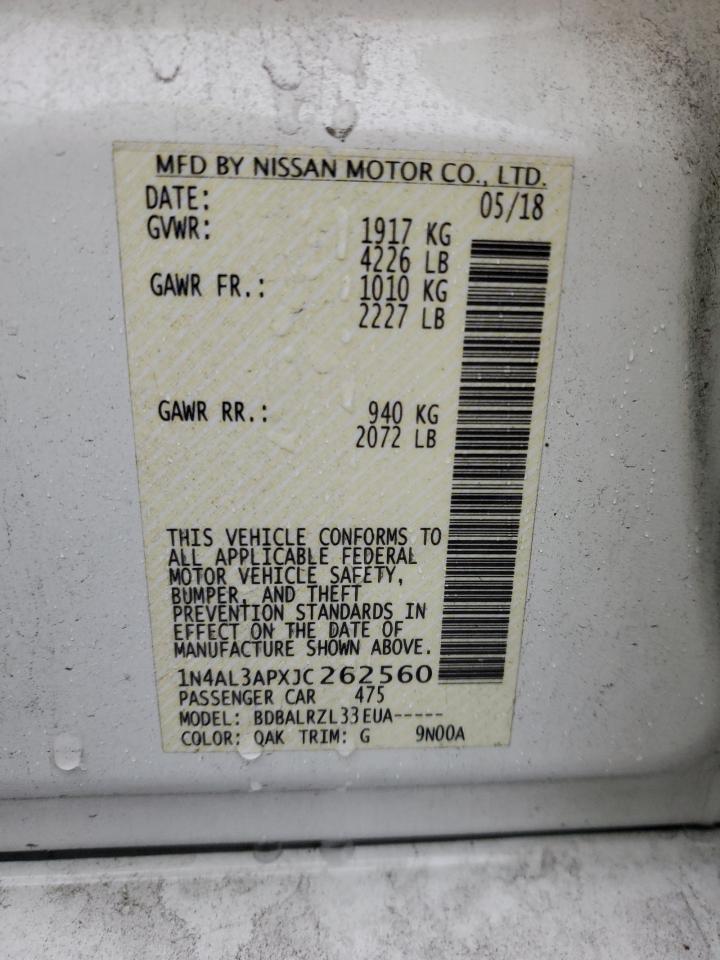 MFD BY NISSAN MOTOR CO., LTD.
DATE: 05/18
GVWR: 1917 KG
4226 LB
GAWR FR.: 1010 KG
2227 LB
GAWR RR.: 940 KG
2072 LB
THIS VEHICLE CONFORMS TO
ALL APPLICABLE FEDERAL
MOTOR VEHICLE SAFETY,
BUMPER, AND THEFT
PREVENTION STANDARDS IN
EFFECT ON THE DATE OF
MANUFACTURE SHOWN ABOVE.
1N4AL3APXJC262560
PASSENGER CAR 475
MODEL: BDBALRZL33EUA-----
COLOR: QAK TRIM: G 9N00A